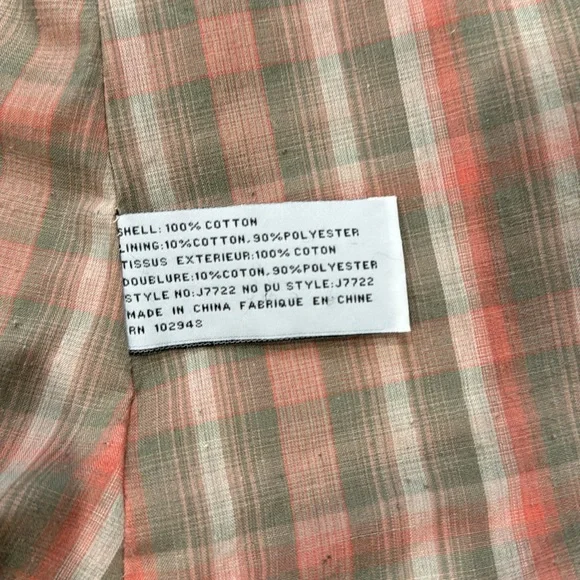 SHELL: 100% COTTON
LINING:10%COTTON, 90%POLYESTER
TISSUS EXTERIEUR:100% COTON
DOUBLURE:10%COTON, 90%POLYESTER
STYLE NO:J7722 NO DU STYLE:J7722
MADE IN CHINA FABRIQUE EN CHINE
RN 102948